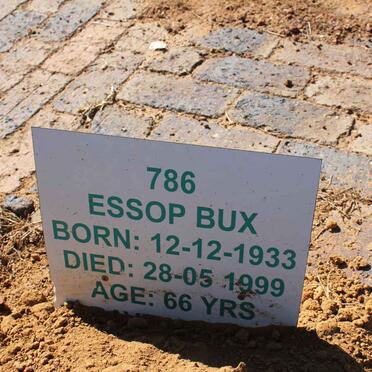 786
ESSOP BUX
BORN: 12-12-1933
DIED: 28-05 1999
AGE: 66 YRS